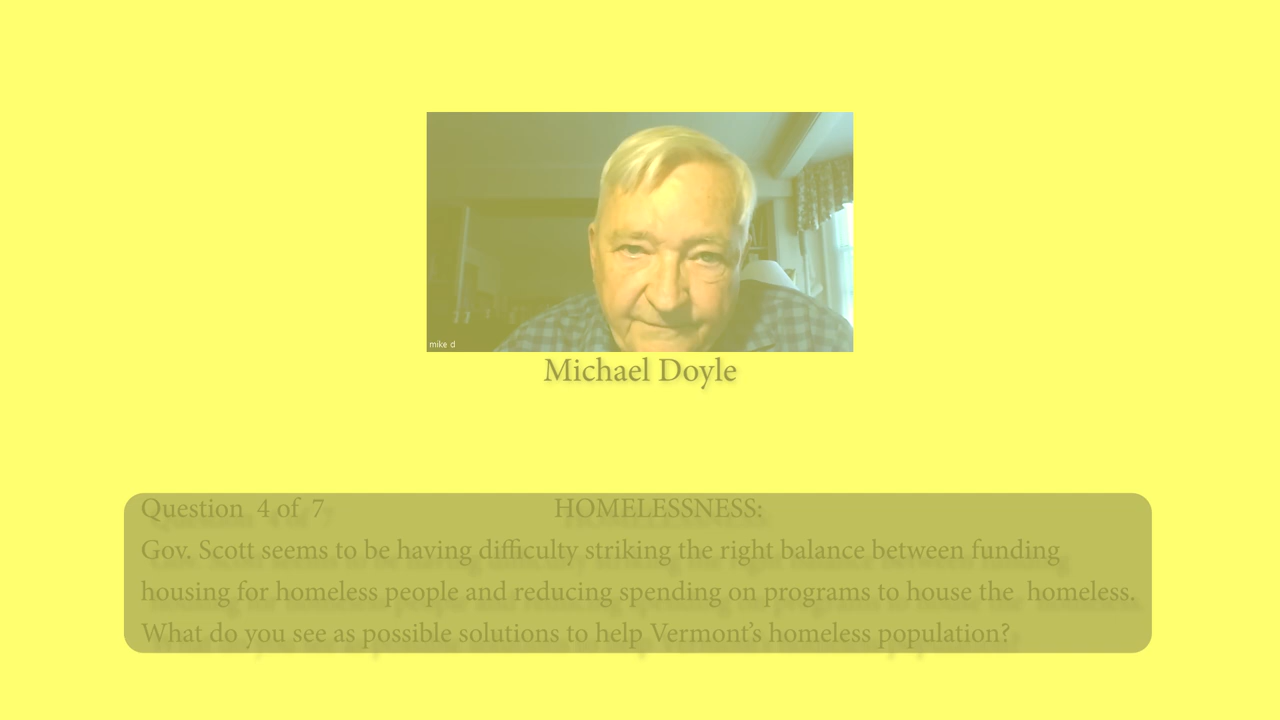 mike d
Michael Doyle
Question 4 of 7 HOMELESSNESS:
Gov. Scott seems to be having difficulty striking the right balance between funding
housing for homeless people and reducing spending on programs to house the homeless.
What do you see as possible solutions to help Vermont’s homeless population?